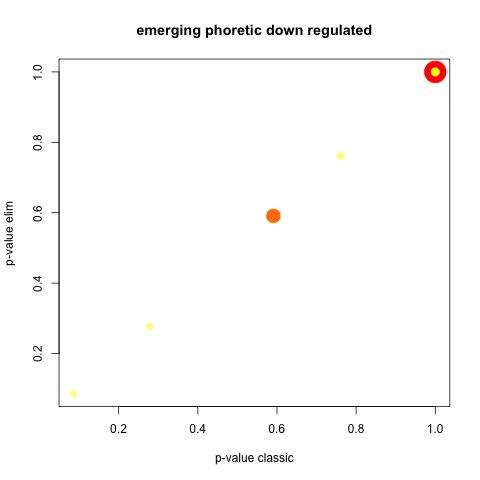 emerging phoretic down regulated
1.0
0.8
0.6
0.4
0.2
p-value elim
0.2 0.4 0.6 0.8 1.0
p-value classic